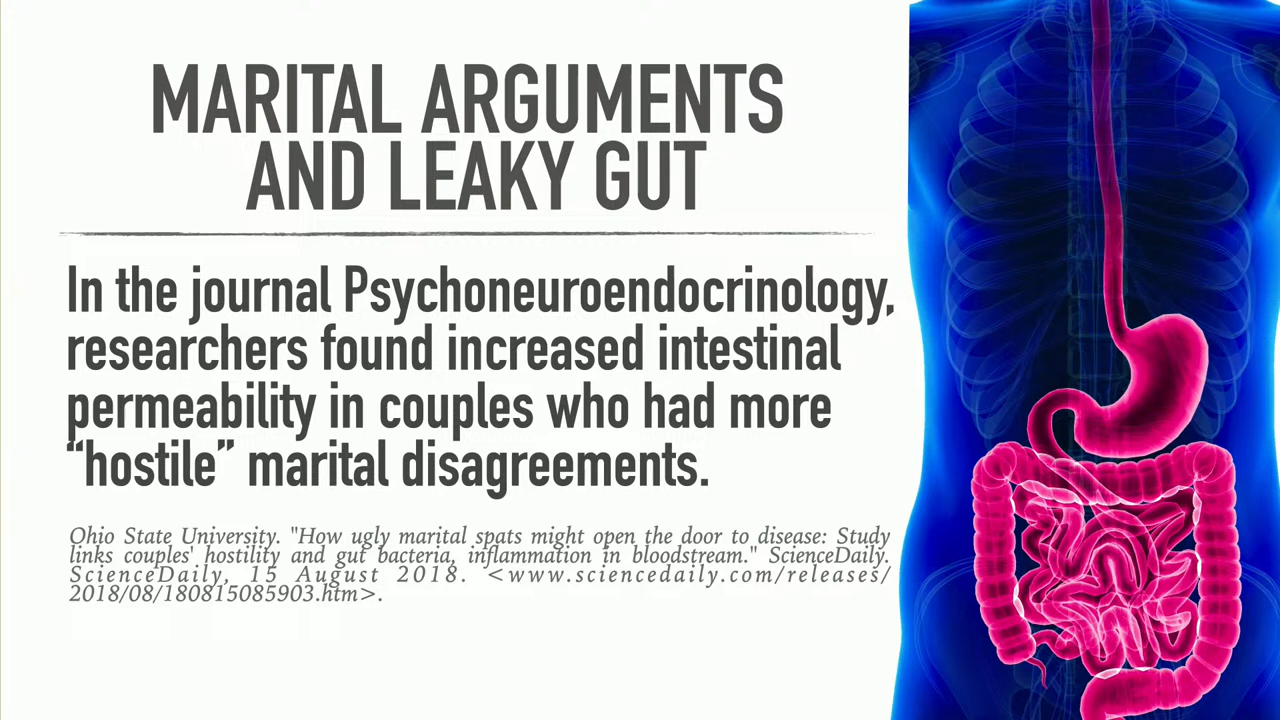 MARITAL ARGUMENTS
AND LEAKY GUT
In the journal Psychoneuroendocrinology,
researchers found increased intestinal
permeability in couples who had more
“hostile” marital disagreements.
Ohio State University. "How ugly marital spats might open the door to disease: Study
links couples' hostility and gut bacteria, inflammation in bloodstream." ScienceDaily.
ScienceDaily, 15 August 2018. <www.sciencedaily.com/releases/
2018/08/180815085903.htm>.